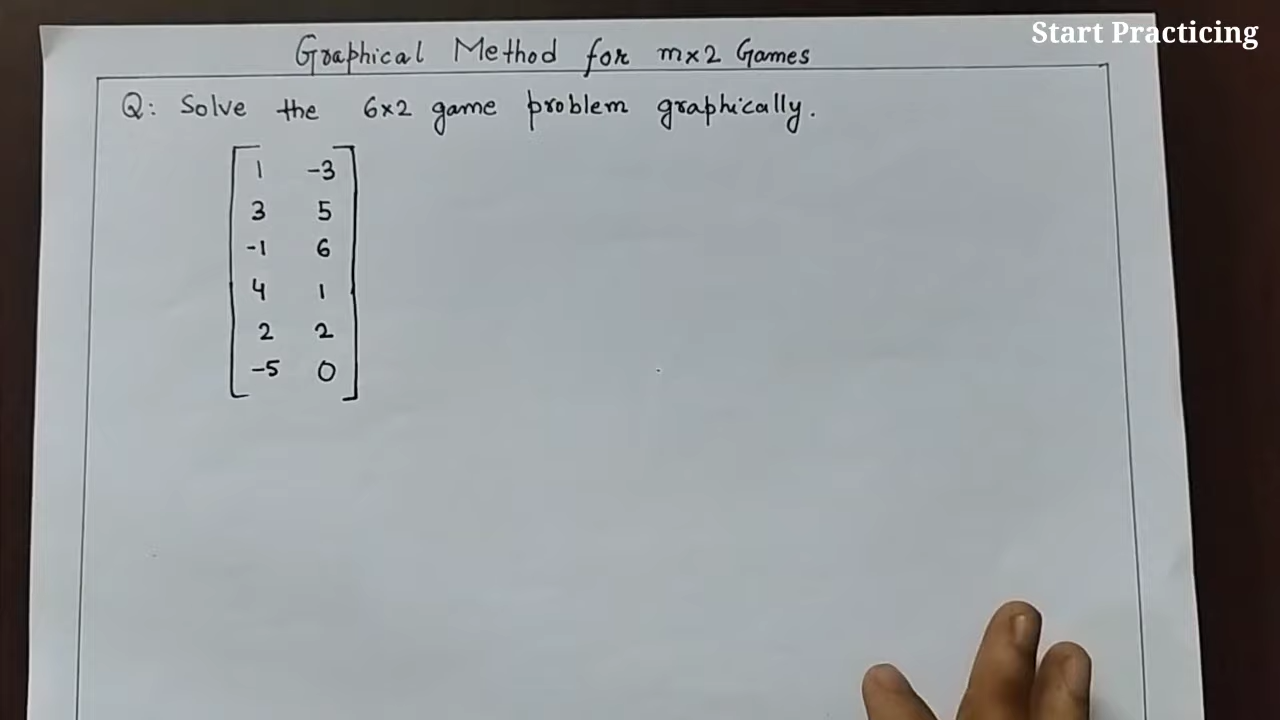 Start Practicing
Graphical Method for m×2 Games
Q: Solve the 6×2 game problem graphically.
1 -3
3 5
-1 6
4 1
2 2
-5 0